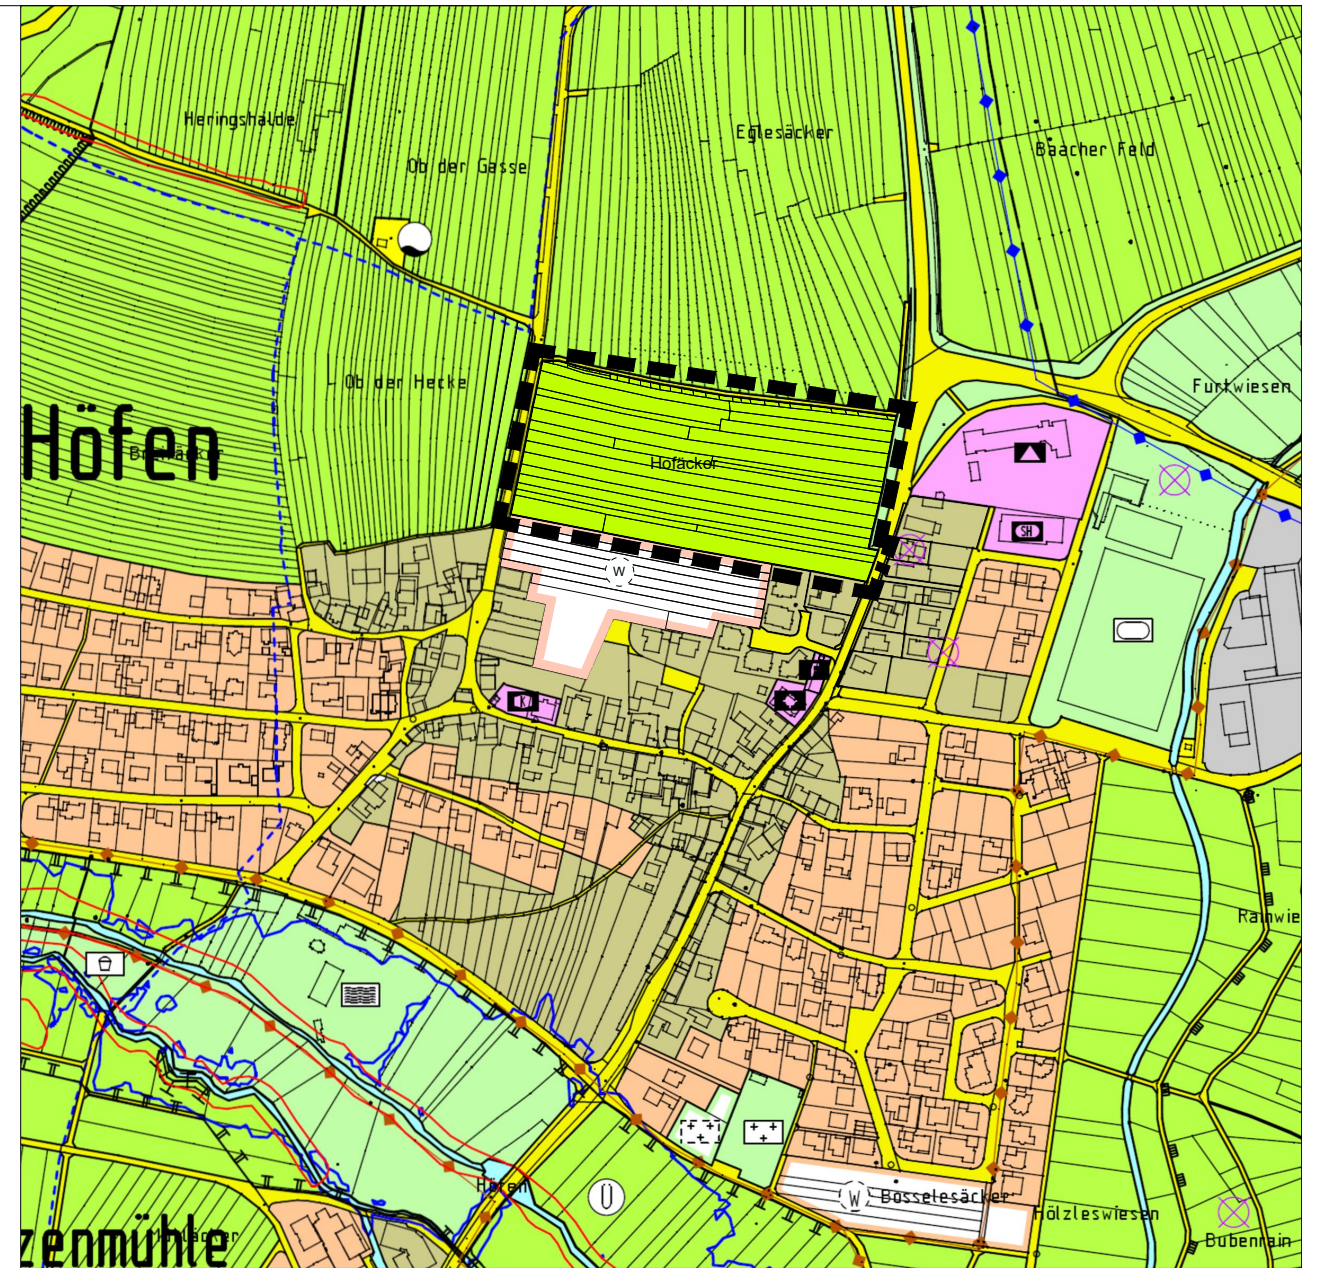 Heringshalde
Eglesäcker
Baacher Feld
Ob der Gasse
Ob der Hecke
Furtwiesen
Höfen
Hofäcker
SH
W
K
F
Rainwie
Höfen
Ü
W
Bosselesäcker
Hölzleswiesen
zenmühle
Bubenrain